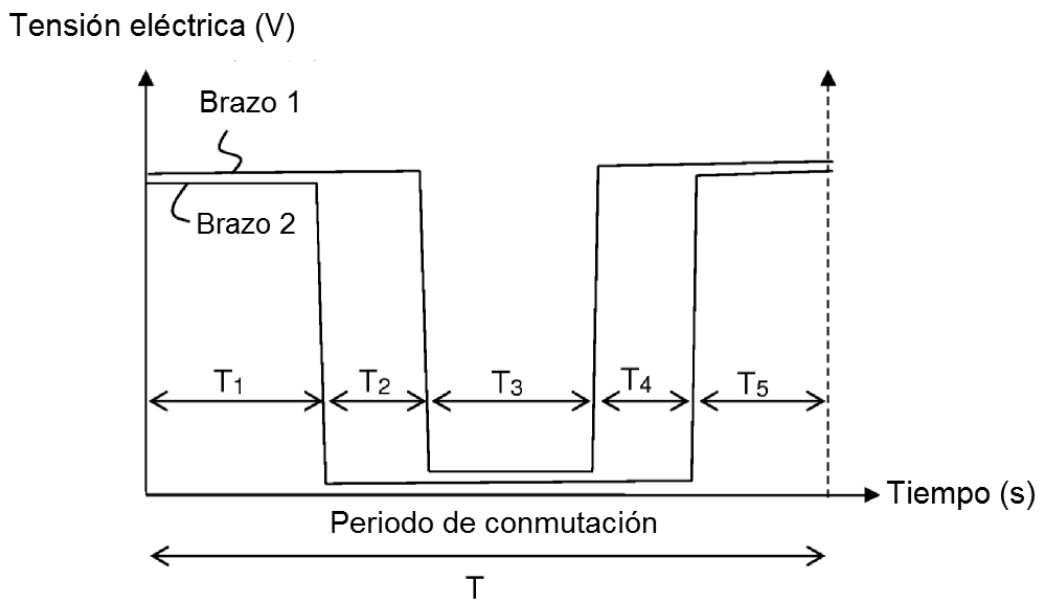 Tensión eléctrica (V)
Brazo 1
Brazo 2
T1
T2
T3
T4
T5
Tiempo (s)
Periodo de conmutación
T